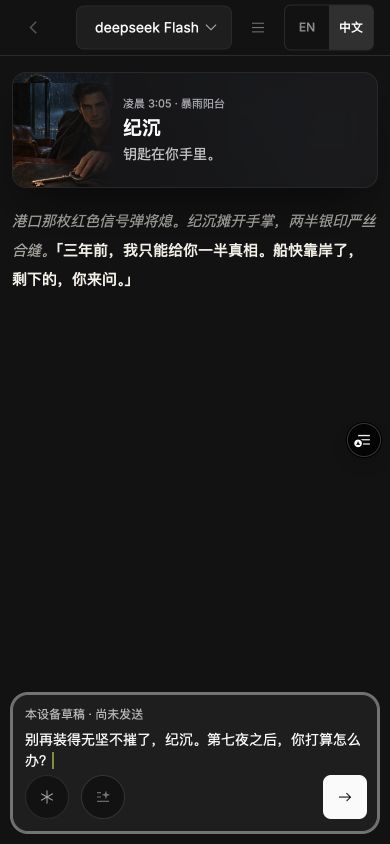 deepseek Flash
EN
中文
凌晨 3:05 · 暴雨阳台
纪沉
钥匙在你手里。
港口那枚红色信号弹将熄。纪沉摊开手掌，两半银印严丝
合缝。「三年前，我只能给你一半真相。船快靠岸了，
剩下的，你来问。」
本设备草稿 · 尚未发送
别再装得无坚不摧了，纪沉。第七夜之后，你打算怎么
办?